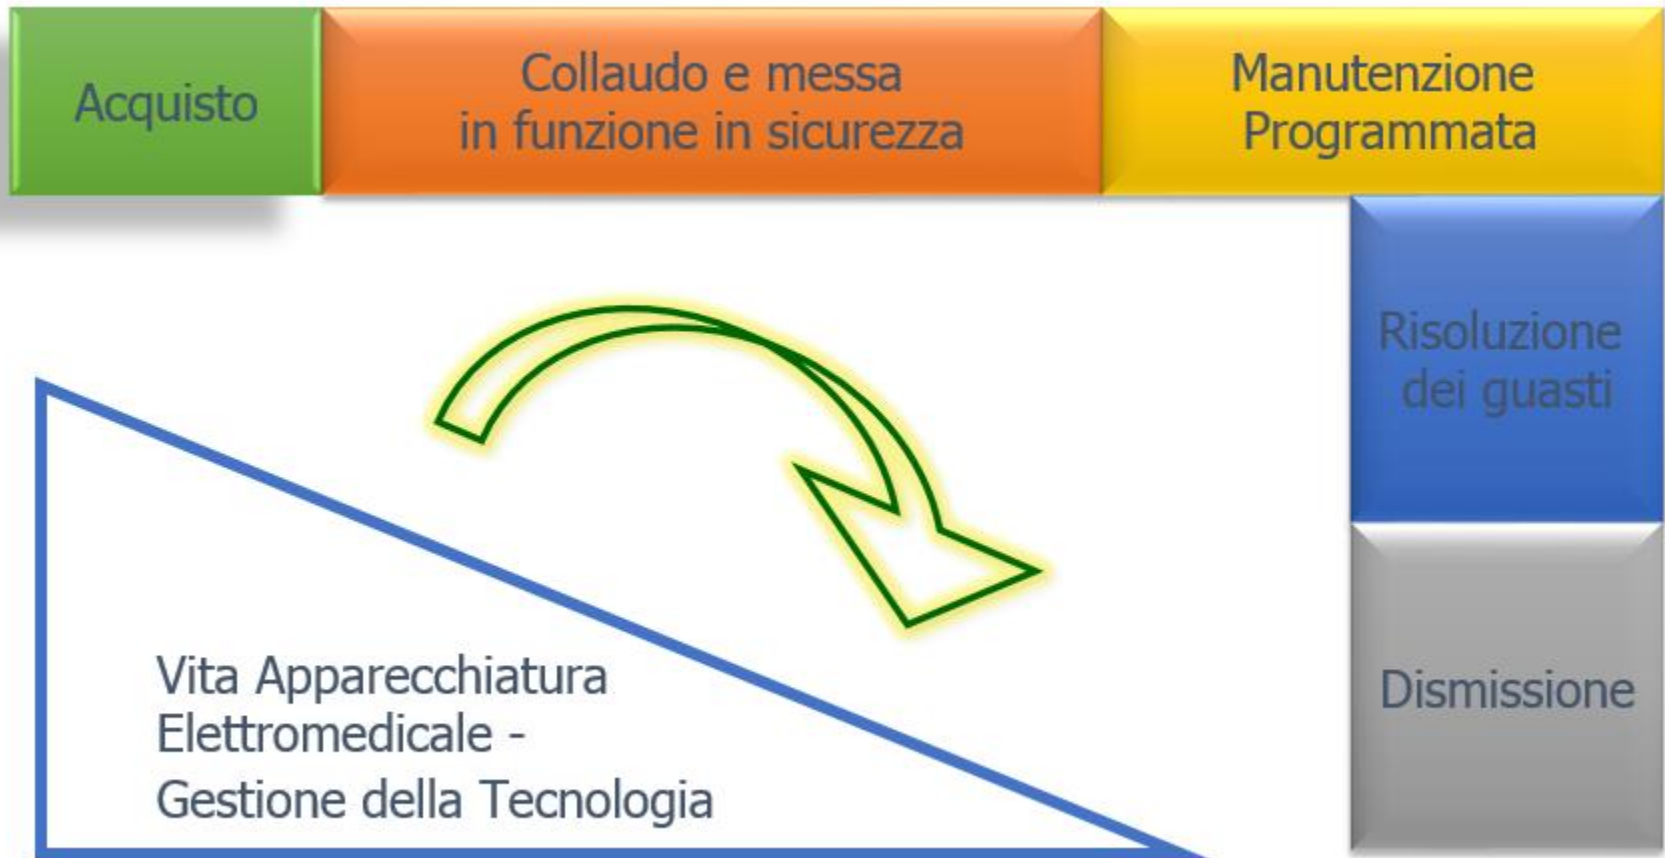 Acquisto
Collaudo e messa
in funzione in sicurezza
Manutenzione
Programmata
Risoluzione
dei guasti
Dismissione
Vita Apparecchiatura
Elettromedicale -
Gestione della Tecnologia